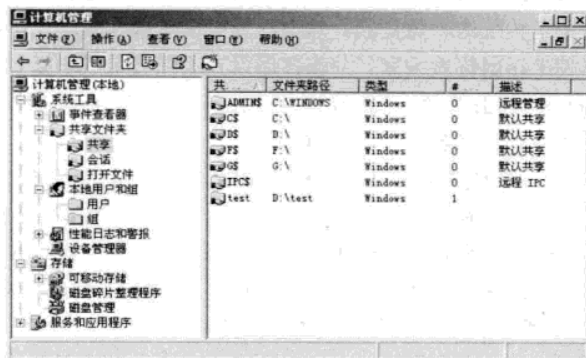 计算机管理
文件(F) 操作(A) 查看(V) 窗口(W) 帮助(H)
计算机管理(本地)
系统工具
事件查看器
共享文件夹
共享
会话
打开文件
本地用户和组
用户
组
性能日志和警报
设备管理器
存储
可移动存储
磁盘碎片整理程序
磁盘管理
服务和应用程序
共. 文件夹路径 类型 # 描述
ADMIN$ C:\WINDOWS Windows 0 远程管理
C$ C:\ Windows 0 默认共享
D$ D:\ Windows 0 默认共享
F$ F:\ Windows 0 默认共享
G$ G:\ Windows 0 默认共享
IPC$ Windows 0 远程 IPC
test D:\test Windows 1